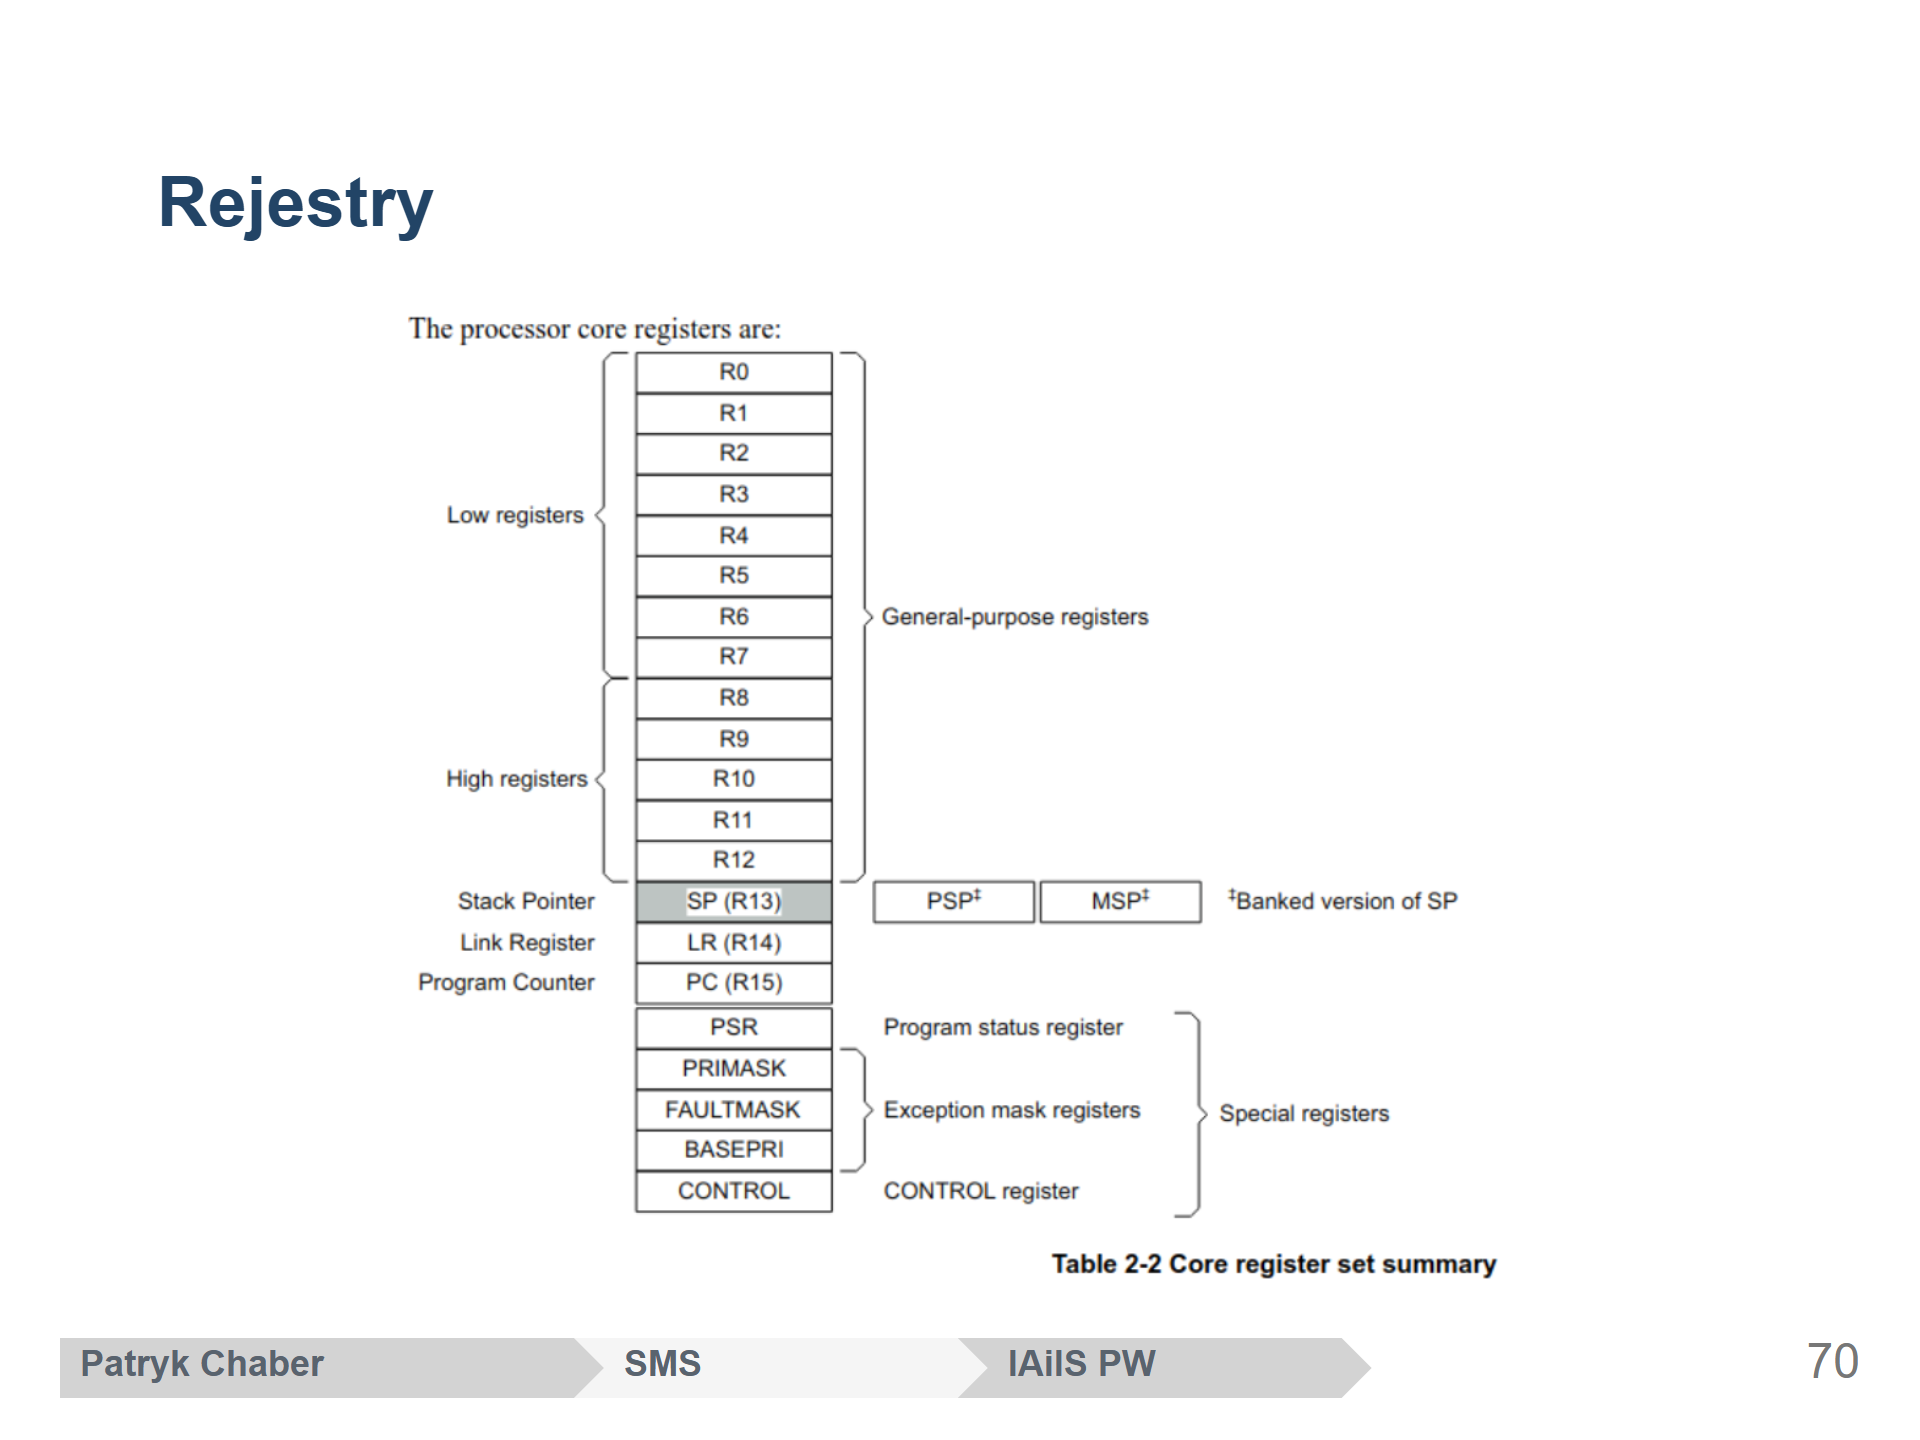 Rejestry
The processor core registers are:
R0
R1
R2
R3
Low registers
R4
R5
R6
General-purpose registers
R7
R8
R9
High registers
R10
R11
R12
Stack Pointer SP (R13) PSP‡ MSP‡ ‡Banked version of SP
Link Register LR (R14)
Program Counter PC (R15)
PSR Program status register
PRIMASK
FAULTMASK Exception mask registers Special registers
BASEPRI
CONTROL CONTROL register
Table 2-2 Core register set summary
Patryk Chaber SMS IAiIS PW 70